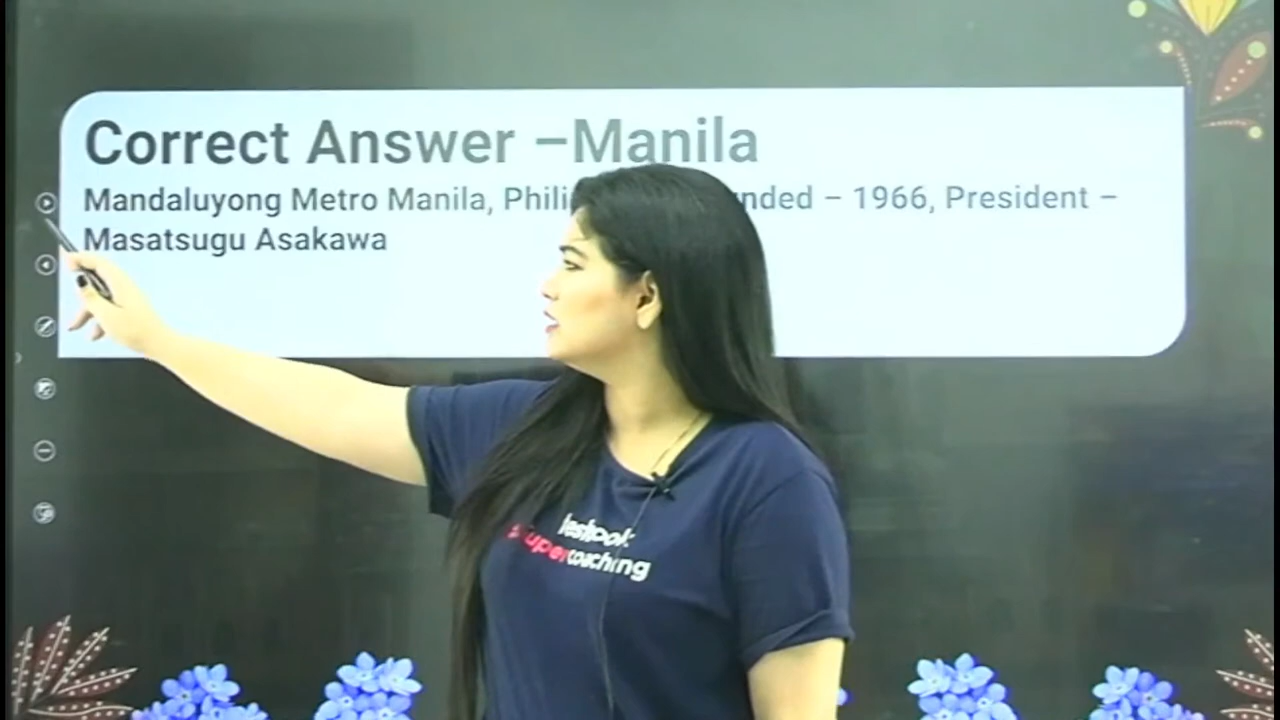 Correct Answer –Manila
Mandaluyong Metro Manila, Phili nded – 1966, President –
Masatsugu Asakawa
testbook
supercoaching